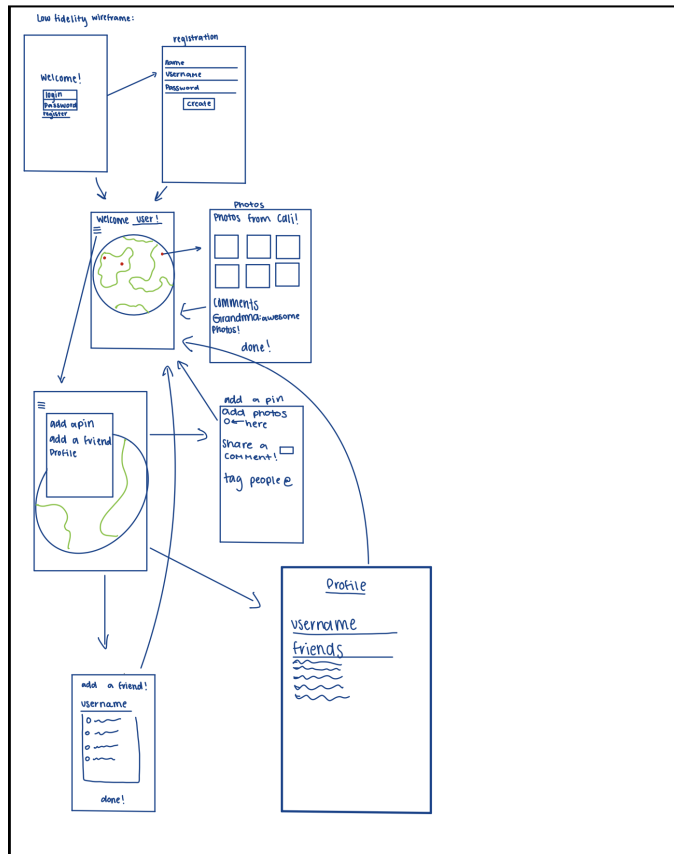 Low fidelity wireframe:
Welcome!
login
Password
register
registration
name
username
Password
create
Welcome user!
Photos
Photos from Cali!
comments
Grandma:awesome
Photos!
done!
add a pin
add a friend
Profile
add a pin
add photos
here
Share a
comment!
tag people @
Profile
username
friends
add a friend!
username
done!